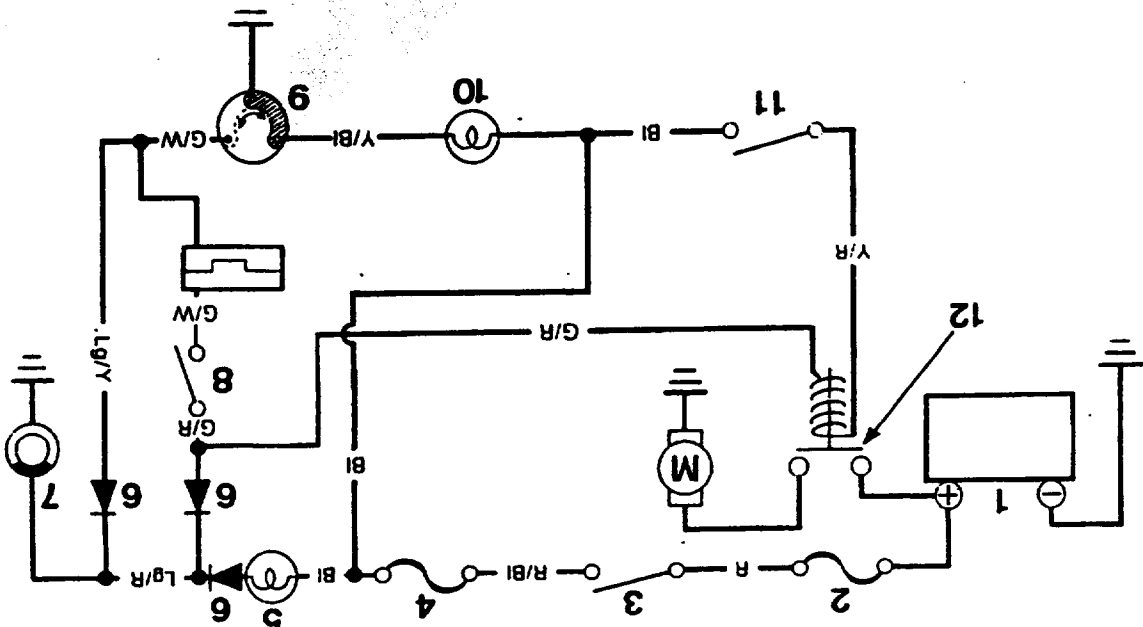 2 3 4 5 6
R R/Bl Bl Lg/R
1 − + M 6 6 7
Bl G/R
12 8 Lg/Y
G/R G/W
Y/R
Bl Y/Bl G/W
11 10 9